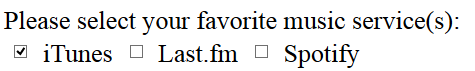 Please select your favorite music service(s):
iTunes Last.fm Spotify